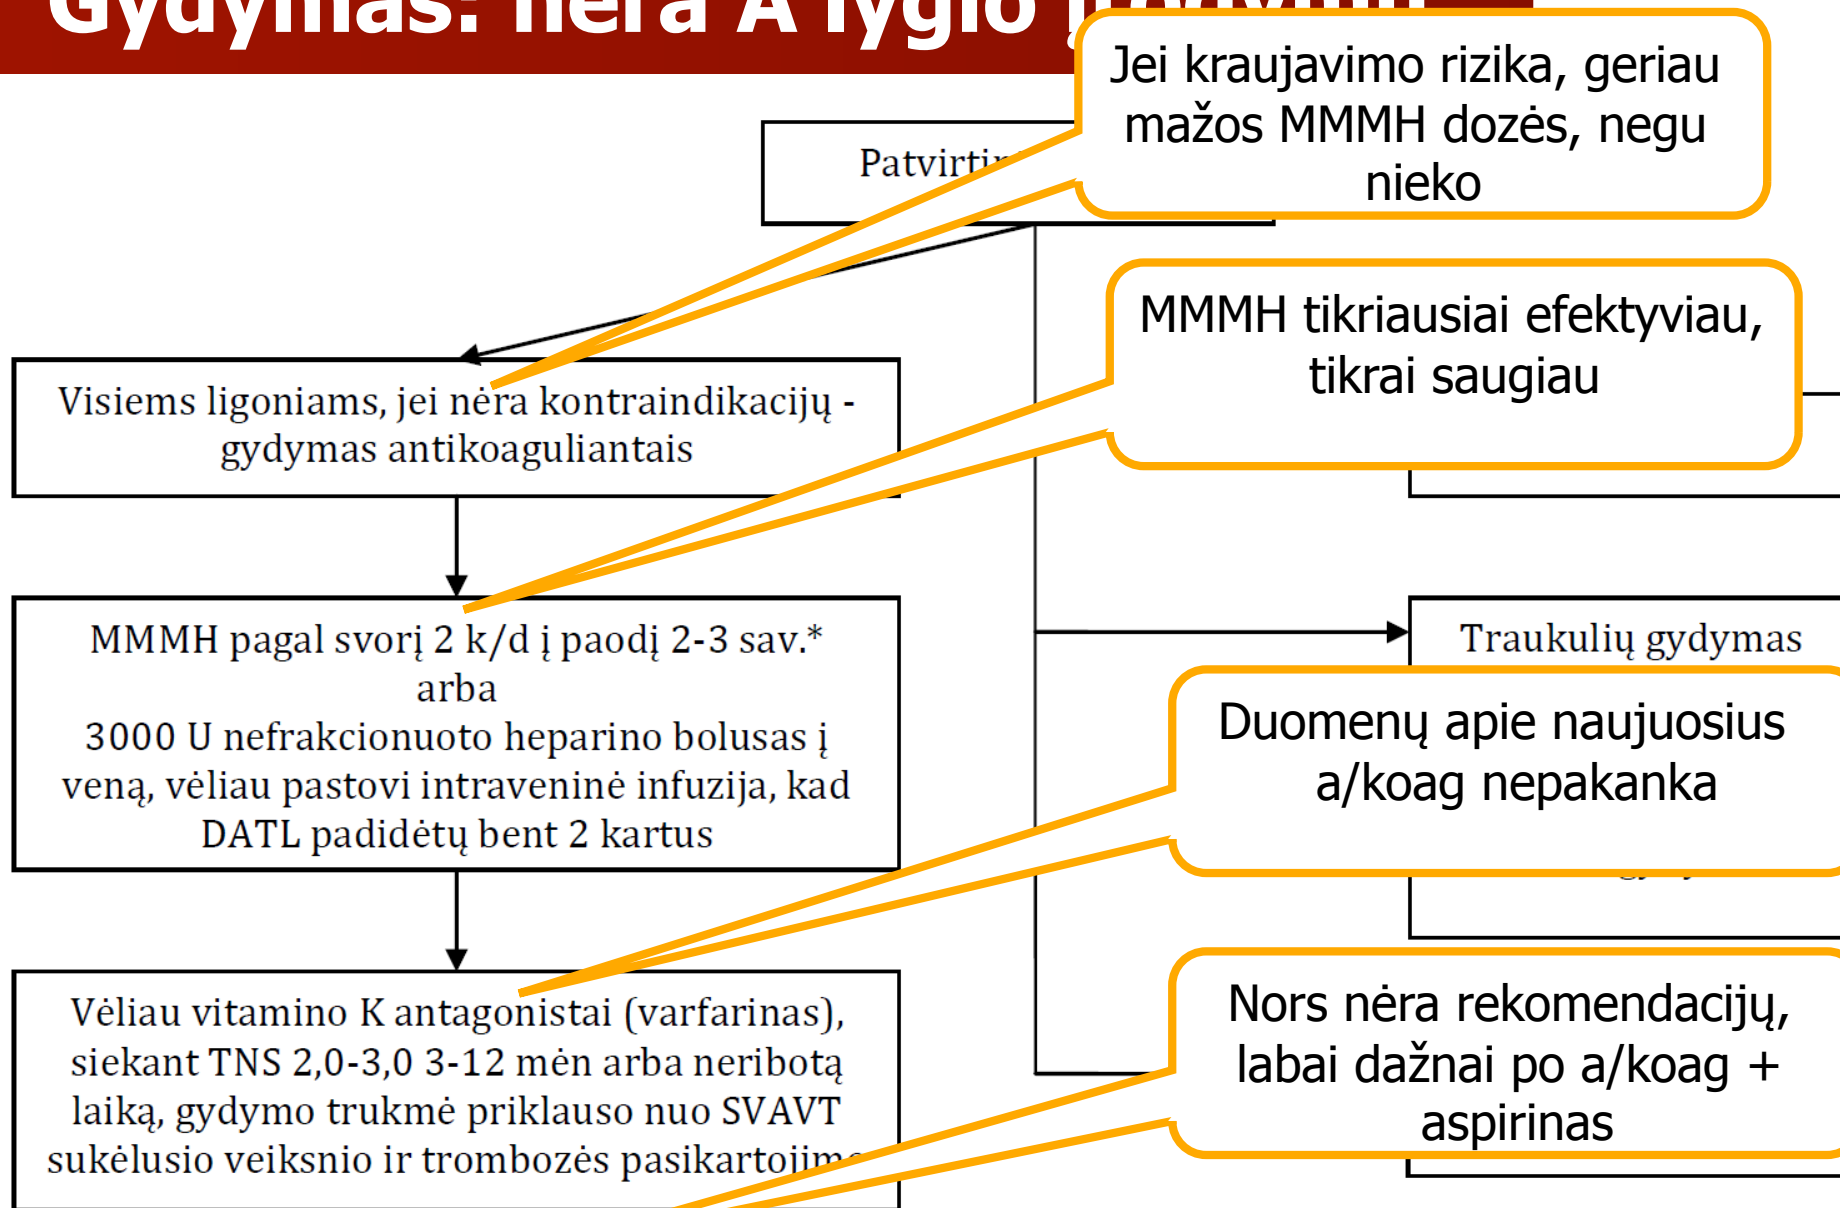 Gydymas: nėra A lygio įrodymų
Jei kraujavimo rizika, geriau
mažos MMMH dozės, negu
nieko
MMMH tikriausiai efektyviau,
tikrai saugiau
Visiems ligoniams, jei nėra kontraindikacijų -
gydymas antikoaguliantais
MMMH pagal svorį 2 k/d į paodį 2-3 sav.*
arba
3000 U nefrakcionuoto heparino bolusas į
veną, vėliau pastovi intraveninė infuzija, kad
DATL padidėtų bent 2 kartus
Traukulių gydymas
Duomenų apie naujuosius
a/koag nepakanka
Vėliau vitamino K antagonistai (varfarinas),
siekant TNS 2,0-3,0 3-12 mėn arba neribotą
laiką, gydymo trukmė priklauso nuo SVAVT
sukėlusio veiksnio ir trombozės
Nors nėra rekomendacijų,
labai dažnai po a/koag +
aspirinas